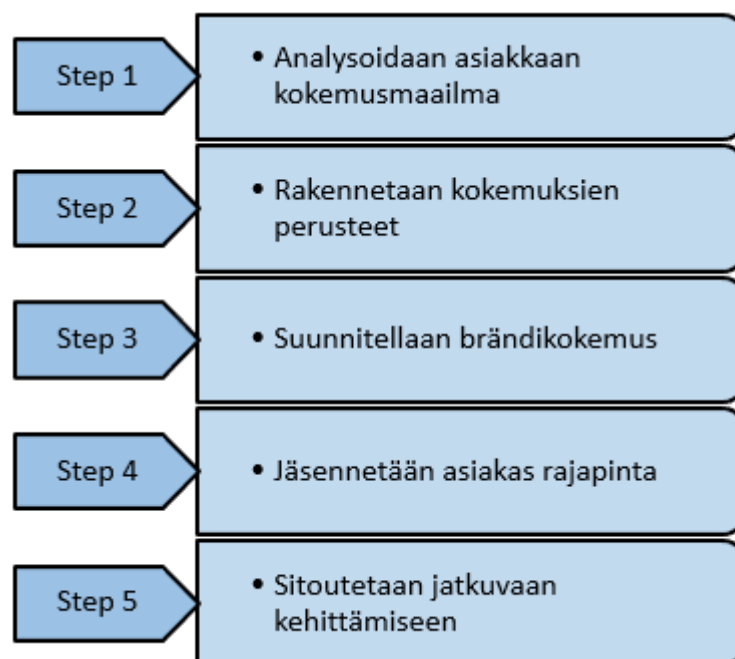 Step 1
• Analysoidaan asiakkaan
kokemusmaailma
Step 2
• Rakennetaan kokemuksien
perusteet
Step 3
• Suunnitellaan brändikokemus
Step 4
• Jäsennetään asiakas rajapinta
Step 5
• Sitoutetaan jatkuvaan
kehittämiseen